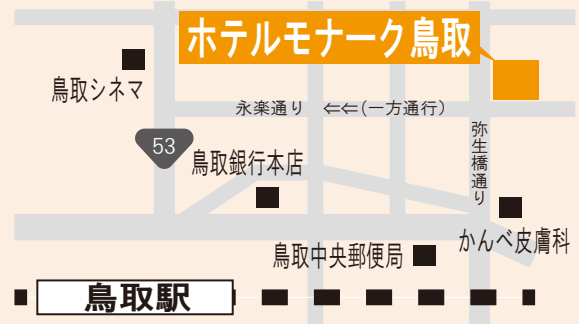 ホテルモナーク鳥取
鳥取シネマ
永楽通り ⇐⇐(一方通行)
弥生橋通り
53
鳥取銀行本店
かんべ皮膚科
鳥取中央郵便局
鳥取駅